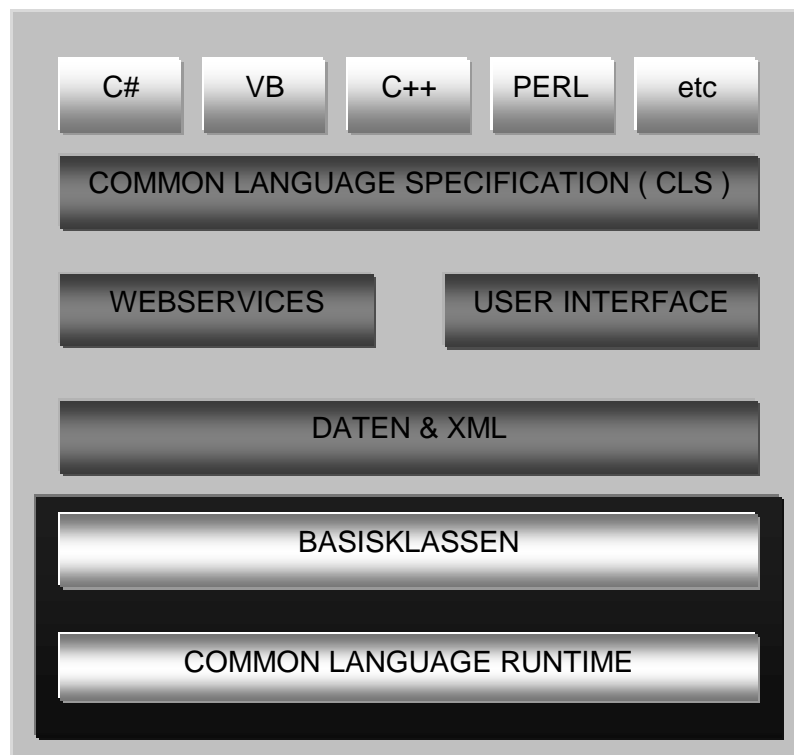 C# VB C++ PERL etc
COMMON LANGUAGE SPECIFICATION ( CLS )
WEBSERVICES USER INTERFACE
DATEN & XML
BASISKLASSEN
COMMON LANGUAGE RUNTIME